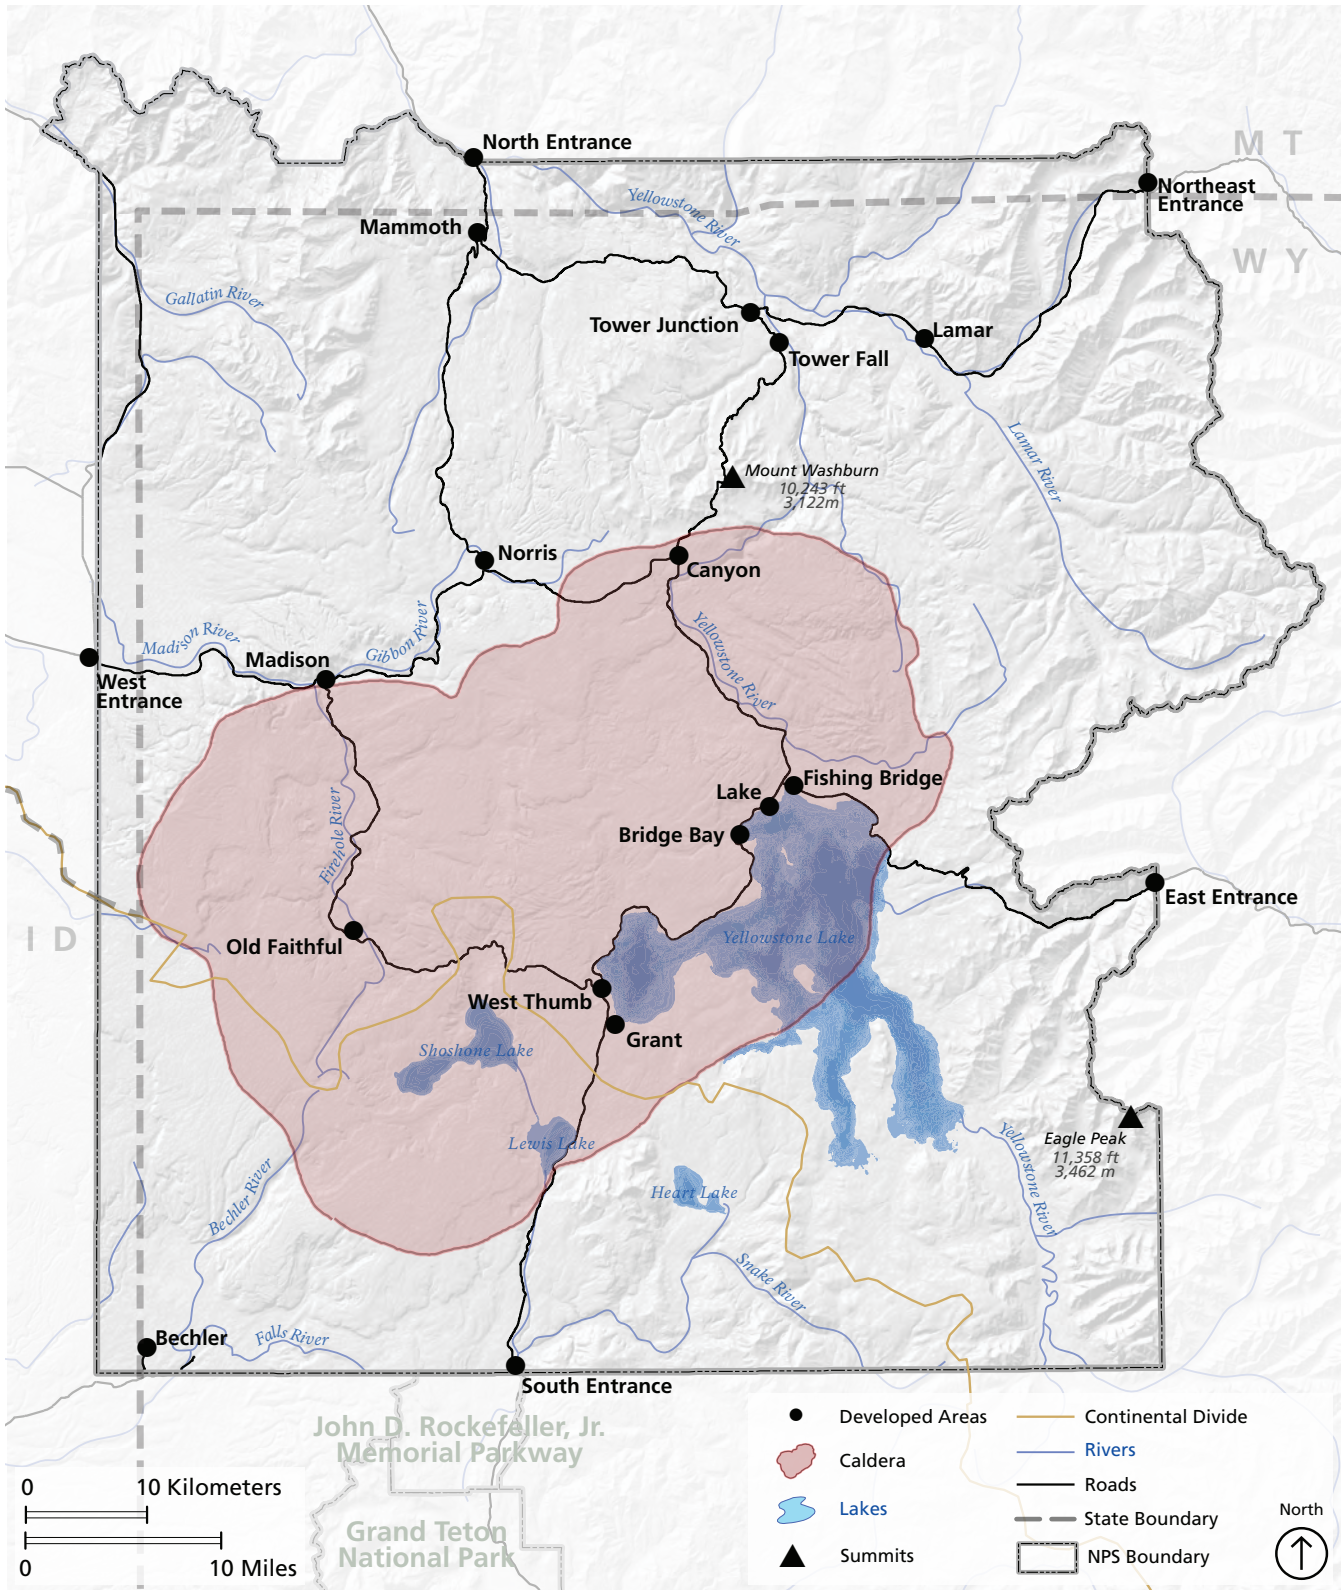 North Entrance
M T
Northeast
Entrance
Yellowstone River
Mammoth
W Y
Gallatin River
Tower Junction
Lamar
Tower Fall
Lamar River
Mount Washburn
10,243 ft
3,122m
Norris
Canyon
Madison River
Gibbon River
Yellowstone River
Madison
West
Entrance
Fishing Bridge
Lake
Bridge Bay
Firehole River
East Entrance
I D
Old Faithful
Yellowstone Lake
West Thumb
Grant
Shoshone Lake
Lewis Lake
Eagle Peak
11,358 ft
3,462 m
Yellowstone River
Heart Lake
Bechler River
Snake River
Bechler
Falls River
South Entrance
John D. Rockefeller, Jr.
Memorial Parkway
Grand Teton
National Park
0 10 Kilometers
0 10 Miles
Developed Areas
Caldera
Lakes
Summits
Continental Divide
Rivers
Roads
State Boundary
NPS Boundary
North